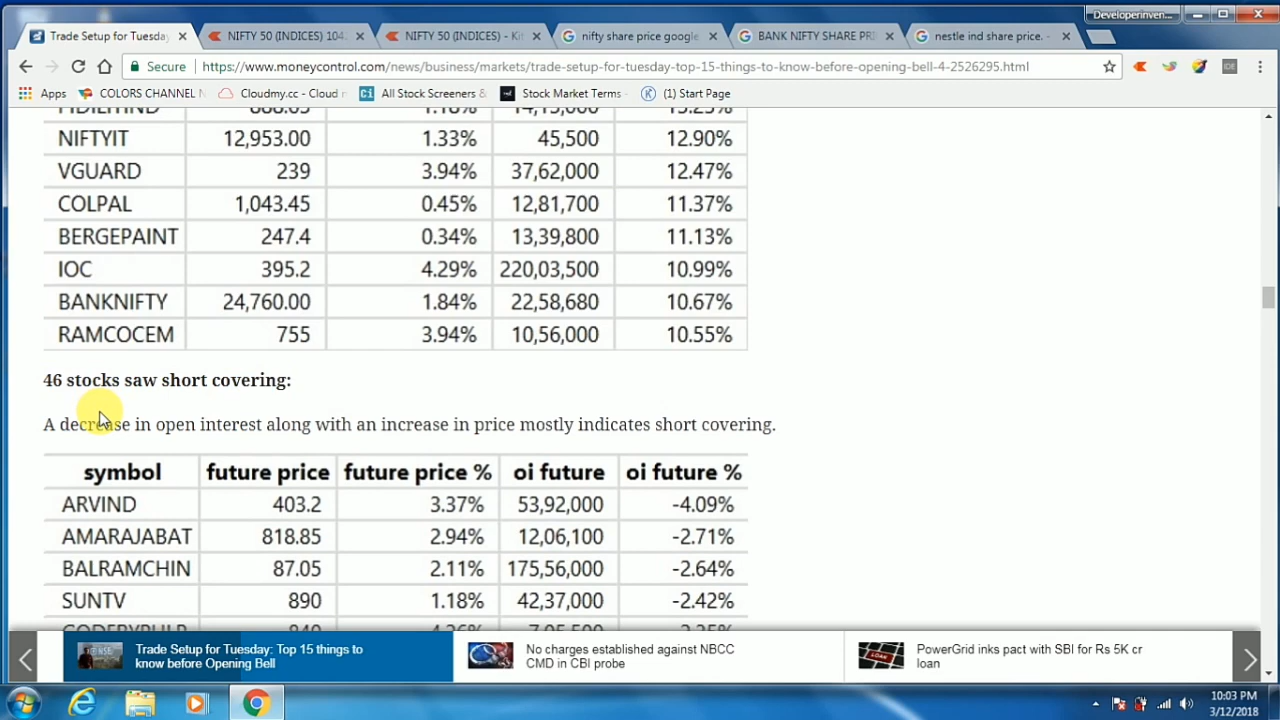 Developerinven...
Trade Setup for Tuesday
NIFTY 50 (INDICES) 104
NIFTY 50 (INDICES) - Ki
nifty share price google
BANK NIFTY SHARE PRI
nestle ind share price. -
Secure
https://www.moneycontrol.com/news/business/markets/trade-setup-for-tuesday-top-15-things-to-know-before-opening-bell-4-2526295.html
Apps COLORS CHANNEL Cloudmy.cc - Cloud All Stock Screeners & Stock Market Terms - (1) Start Page
NIFTYIT 12,953.00 1.33% 45,500 12.90%
VGUARD 239 3.94% 37,62,000 12.47%
COLPAL 1,043.45 0.45% 12,81,700 11.37%
BERGEPAINT 247.4 0.34% 13,39,800 11.13%
IOC 395.2 4.29% 220,03,500 10.99%
BANKNIFTY 24,760.00 1.84% 22,58,680 10.67%
RAMCOCEM 755 3.94% 10,56,000 10.55%
46 stocks saw short covering:
A decrease in open interest along with an increase in price mostly indicates short covering.
symbol future price future price % oi future oi future %
ARVIND 403.2 3.37% 53,92,000 -4.09%
AMARAJABAT 818.85 2.94% 12,06,100 -2.71%
BALRAMCHIN 87.05 2.11% 175,56,000 -2.64%
SUNTV 890 1.18% 42,37,000 -2.42%
Trade Setup for Tuesday: Top 15 things to
know before Opening Bell
No charges established against NBCC
CMD in CBI probe
PowerGrid inks pact with SBI for Rs 5K cr
loan
10:03 PM
3/12/2018